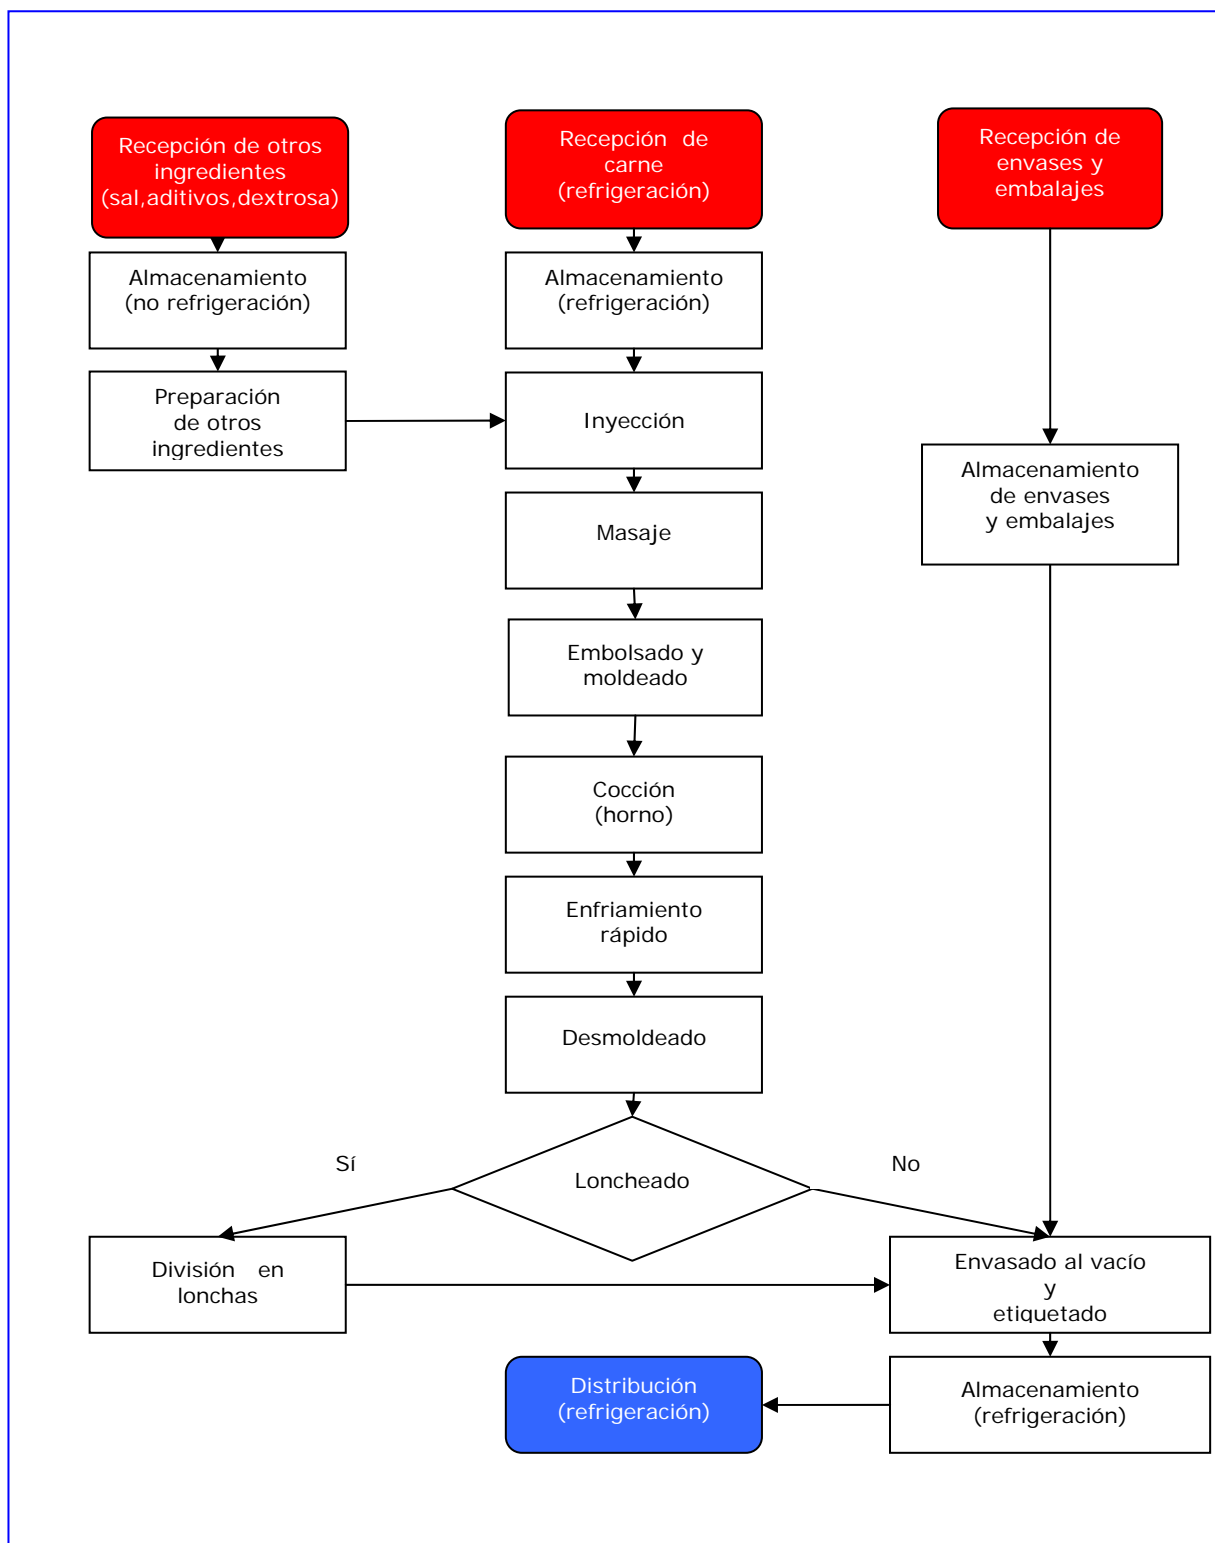 Recepción de otros
ingredientes
(sal,aditivos,dextrosa)
Recepción de
carne
(refrigeración)
Recepción de
envases y
embalajes
Almacenamiento
(no refrigeración)
Almacenamiento
(refrigeración)
Preparación
de otros
ingredientes
Inyección
Almacenamiento
de envases
y embalajes
Masaje
Embolsado y
moldeado
Cocción
(horno)
Enfriamiento
rápido
Desmoldeado
Sí
Loncheado
No
División en
lonchas
Envasado al vacío
y
etiquetado
Distribución
(refrigeración)
Almacenamiento
(refrigeración)